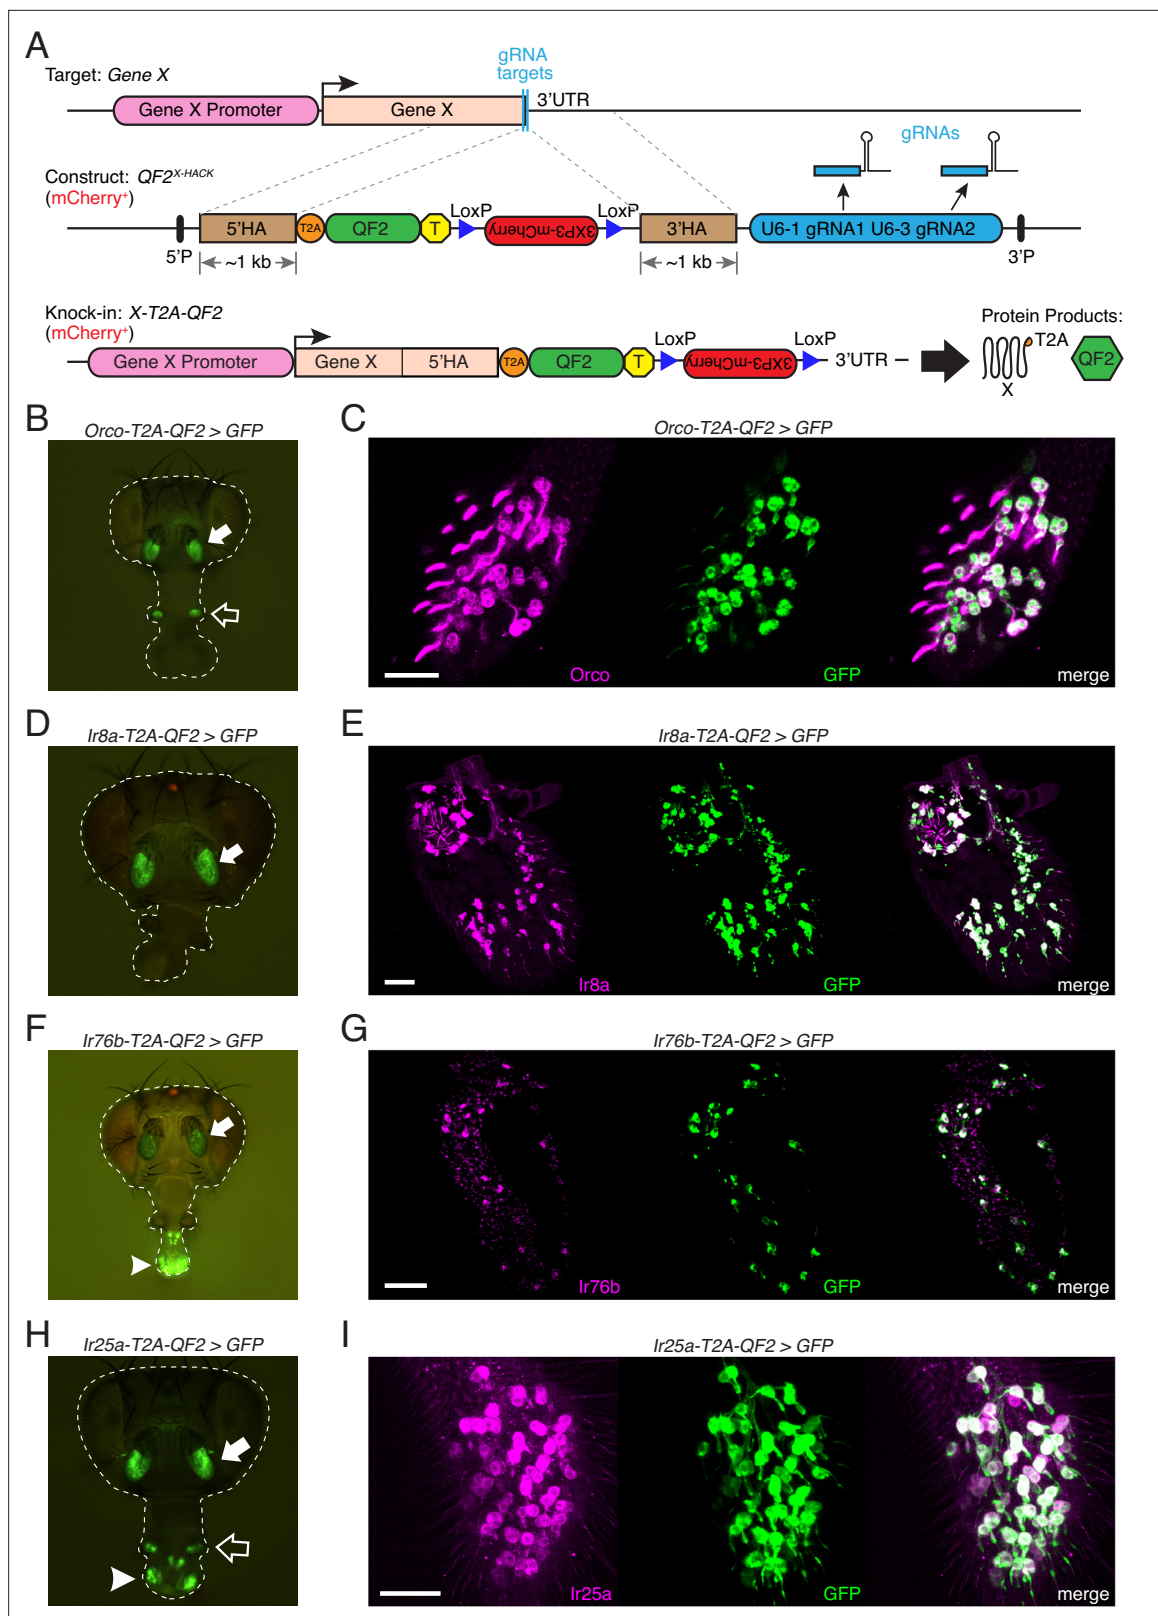 A
Target: Gene X
gRNA
targets
Gene X Promoter
Gene X
3'UTR
gRNAs
Construct: QF2X-HACK
(mCherry+)
5'P
5'HA
T2A
QF2
T
LoxP
3XP3-mCherry
LoxP
3'HA
U6-1 gRNA1 U6-3 gRNA2
3'P
~1 kb
~1 kb
Knock-in: X-T2A-QF2
(mCherry+)
Gene X Promoter
Gene X
5'HA
T2A
QF2
T
LoxP
3XP3-mCherry
LoxP
3'UTR
Protein Products:
T2A
X
QF2
B
Orco-T2A-QF2 > GFP
C
Orco-T2A-QF2 > GFP
Orco
GFP
merge
D
Ir8a-T2A-QF2 > GFP
E
Ir8a-T2A-QF2 > GFP
Ir8a
GFP
merge
F
Ir76b-T2A-QF2 > GFP
G
Ir76b-T2A-QF2 > GFP
Ir76b
GFP
merge
H
Ir25a-T2A-QF2 > GFP
I
Ir25a-T2A-QF2 > GFP
Ir25a
GFP
merge